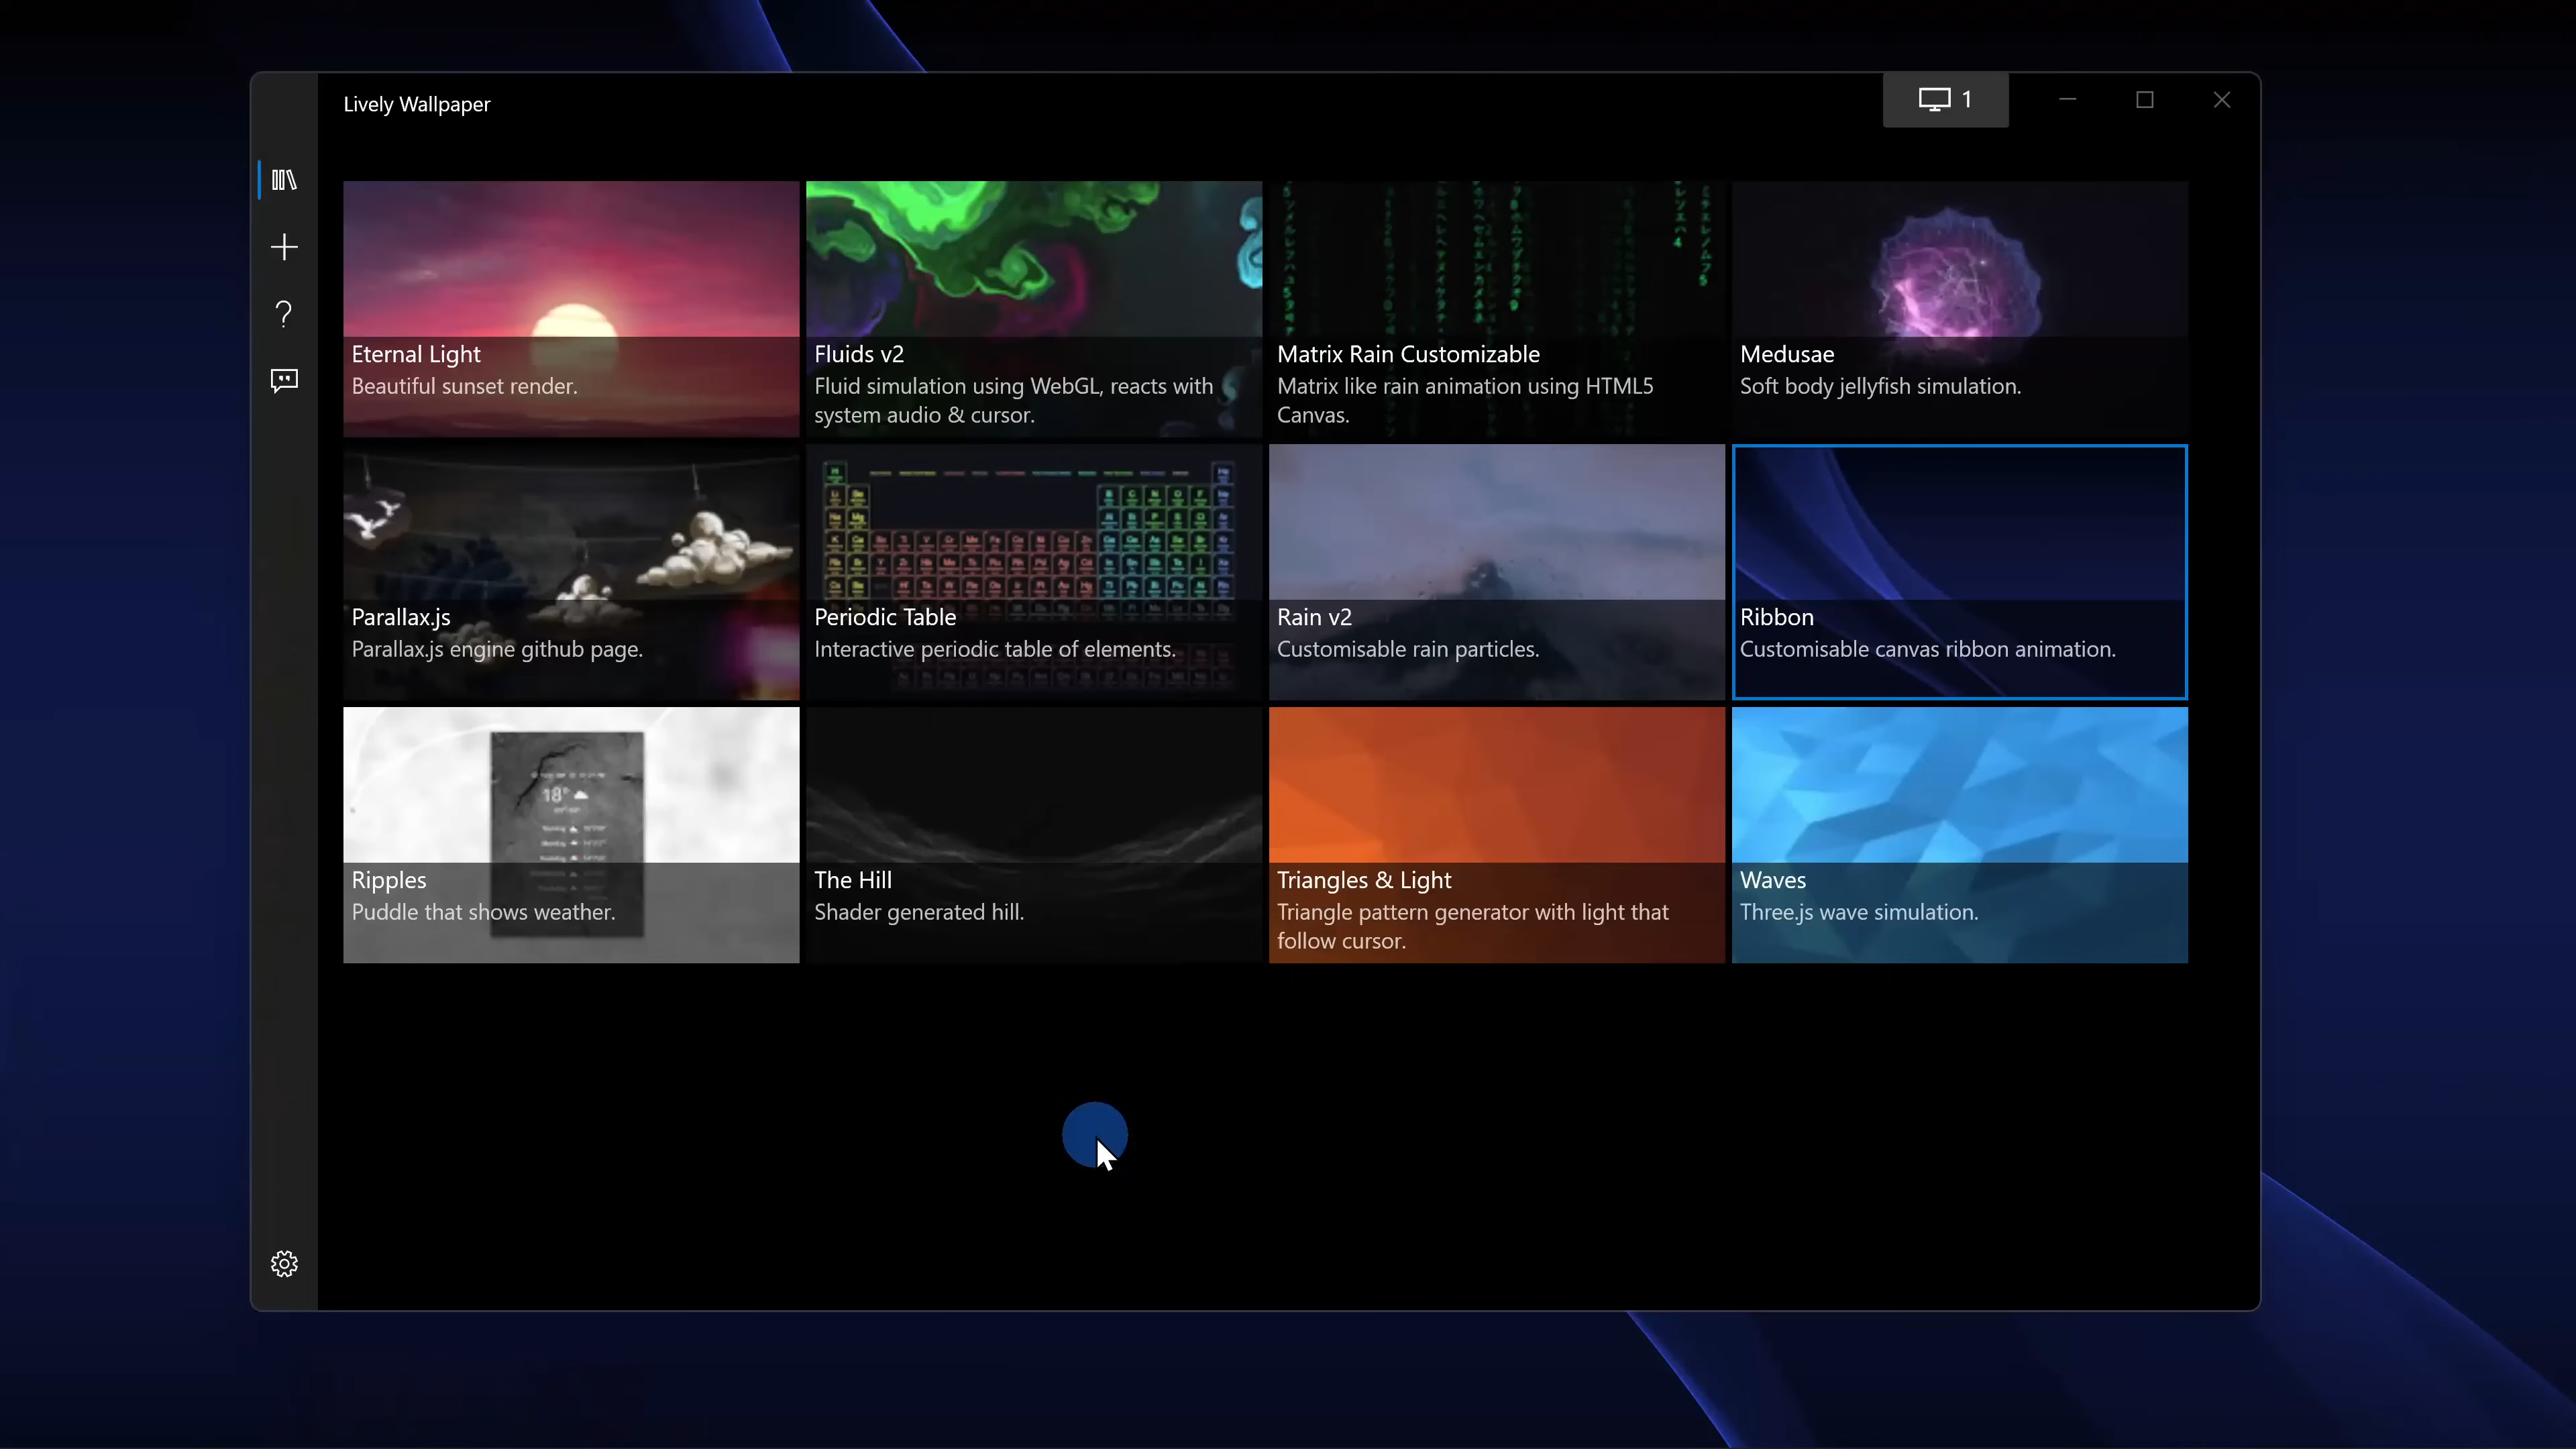 Lively Wallpaper
1
Eternal Light
Beautiful sunset render.
Fluids v2
Fluid simulation using WebGL, reacts with
system audio & cursor.
Matrix Rain Customizable
Matrix like rain animation using HTML5
Canvas.
Medusae
Soft body jellyfish simulation.
Parallax.js
Parallax.js engine github page.
Periodic Table
Interactive periodic table of elements.
Rain v2
Customisable rain particles.
Ribbon
Customisable canvas ribbon animation.
18°
Ripples
Puddle that shows weather.
The Hill
Shader generated hill.
Triangles & Light
Triangle pattern generator with light that
follow cursor.
Waves
Three.js wave simulation.